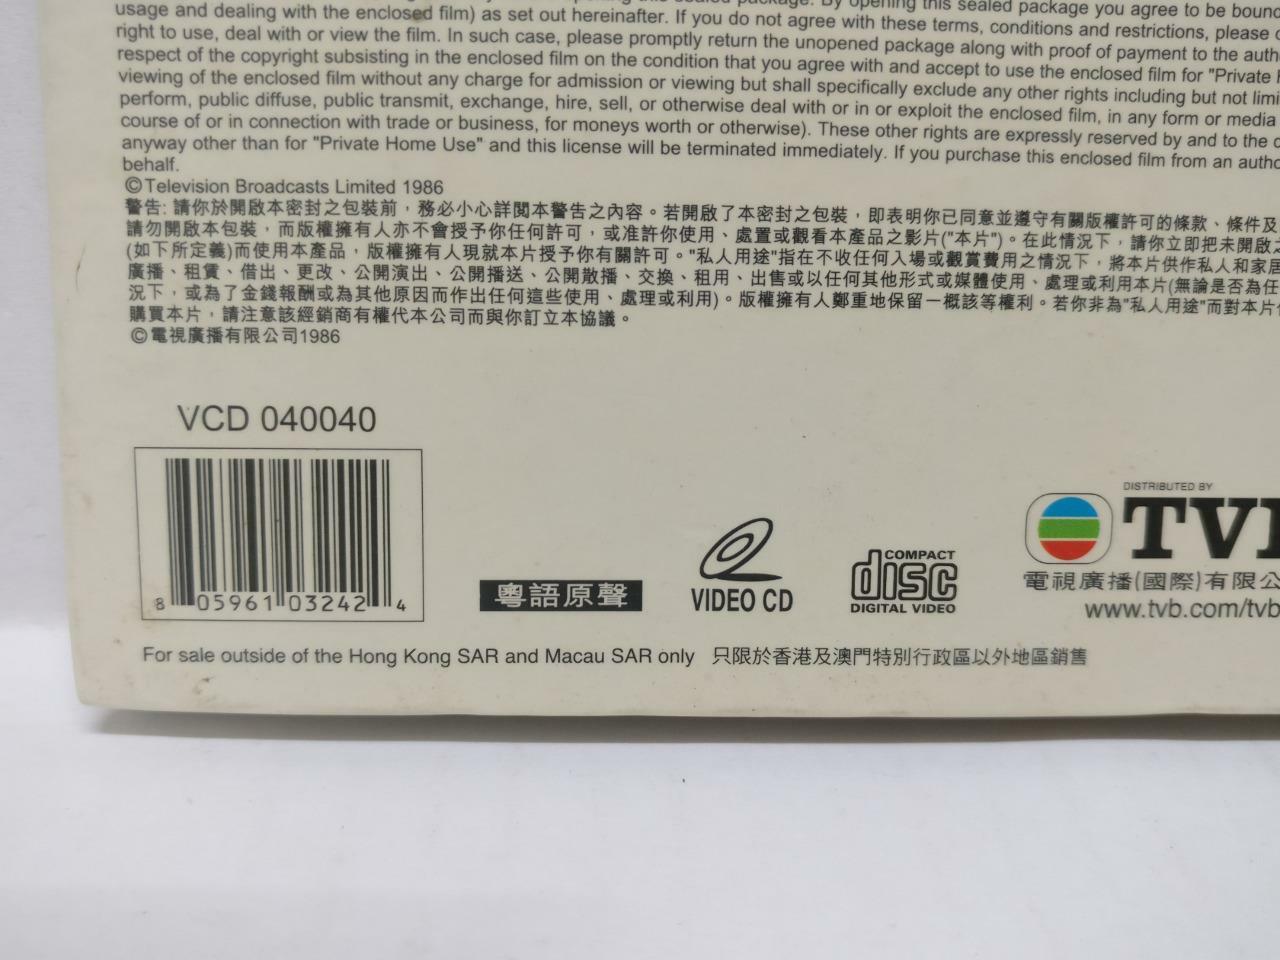 usage and dealing with the enclosed film) as set out hereinafter. If you do not agree with these terms, conditions and restrictions, please
right to use, deal with or view the film. In such case, please promptly return the unopened package along with proof of payment to the
respect of the copyright subsisting in the enclosed film on the condition that you agree with and accept to use the enclosed film for "Private
viewing of the enclosed film without any charge for admission or viewing but shall specifically exclude any other rights including but not
perform, public diffuse, public transmit, exchange, hire, sell, or otherwise deal with or in or exploit the enclosed film, in any form or media
course of or in connection with trade or business, for moneys worth or otherwise). These other rights are expressly reserved by and to the
anyway other than for "Private Home Use" and this license will be terminated immediately. If you purchase this enclosed film from an
behalf.
©Television Broadcasts Limited 1986
警告: 請你於開啟本密封之包裝前，務必小心詳閱本警告之內容。若開啟了本密封之包裝，即表明你已同意並遵守有關版權許可的條款、條件及
請勿開啟本包裝，而版權擁有人亦不會授予你任何許可，或准許你使用、處置或觀看本產品之影片("本片")。在此情況下，請你立即把未開啟
(如下所定義)而使用本產品，版權擁有人現就本片授予你有關許可。"私人用途"指在不收任何入場或觀賞費用之情況下，將本片供作私人和家居
廣播、租賃、借出、更改、公開演出、公開播送、公開散播、交換、租用、出售或以任何其他形式或媒體使用、處理或利用本片(無論是否為任
況下，或為了金錢報酬或為其他原因而作出任何這些使用、處理或利用)。版權擁有人鄭重地保留一概該等權利。若你非為"私人用途"而對本片
購買本片，請注意該經銷商有權代本公司而與你訂立本協議。
©電視廣播有限公司1986
VCD 040040
8 05961 03242 4
粵語原聲
VIDEO CD
COMPACT
disc
DIGITAL VIDEO
DISTRIBUTED BY
TVB
電視廣播(國際)有限公
www.tvb.com/tvb
For sale outside of the Hong Kong SAR and Macau SAR only 只限於香港及澳門特別行政區以外地區銷售